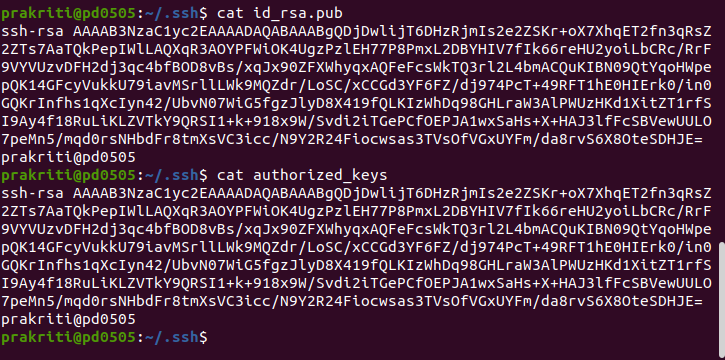 prakriti@pd0505:~/.ssh$ cat id_rsa.pub
ssh-rsa AAAAB3NzaC1yc2EAAAADAQABAAABgQDjDwlijT6DHzRjmIs2e2ZSKr+oX7XhqET2fn3qRsZ
2ZTs7AaTQkPepIWlLAQXqR3AOYPFWiOK4UgzPzlEH77P8PmxL2DBYHIV7fIk66reHU2yoiLbCRc/RrF
9VYVUzvDFH2dj3qc4bfBOD8vBs/xqJx90ZFXWhyqxAQFeFcsWkTQ3rl2L4bmACQuKIBN09QtYqoHWpe
pQK14GFcyVukkU79iavMSrllLWk9MQZdr/LoSC/xCCGd3YF6FZ/dj974PcT+49RFT1hE0HIErk0/in0
GQKrInfhs1qXcIyn42/UbvN07WiG5fgzJlyD8X419fQLKIzWhDq98GHLraW3AlPWUzHKd1XitZT1rfS
I9Ay4f18RuLiKLZVTkY9QRSI1+k+918x9W/Svdi2iTGePCfOEPJA1wxSaHs+X+HAJ3lfFcSBVewUULO
7peMn5/mqd0rsNHbdFr8tmXsVC3icc/N9Y2R24Fiocwsas3TVsOfVGxUYFm/da8rvS6X8OteSDHJE=
prakriti@pd0505
prakriti@pd0505:~/.ssh$ cat authorized_keys
ssh-rsa AAAAB3NzaC1yc2EAAAADAQABAAABgQDjDwlijT6DHzRjmIs2e2ZSKr+oX7XhqET2fn3qRsZ
2ZTs7AaTQkPepIWlLAQXqR3AOYPFWiOK4UgzPzlEH77P8PmxL2DBYHIV7fIk66reHU2yoiLbCRc/RrF
9VYVUzvDFH2dj3qc4bfBOD8vBs/xqJx90ZFXWhyqxAQFeFcsWkTQ3rl2L4bmACQuKIBN09QtYqoHWpe
pQK14GFcyVukkU79iavMSrllLWk9MQZdr/LoSC/xCCGd3YF6FZ/dj974PcT+49RFT1hE0HIErk0/in0
GQKrInfhs1qXcIyn42/UbvN07WiG5fgzJlyD8X419fQLKIzWhDq98GHLraW3AlPWUzHKd1XitZT1rfS
I9Ay4f18RuLiKLZVTkY9QRSI1+k+918x9W/Svdi2iTGePCfOEPJA1wxSaHs+X+HAJ3lfFcSBVewUULO
7peMn5/mqd0rsNHbdFr8tmXsVC3icc/N9Y2R24Fiocwsas3TVsOfVGxUYFm/da8rvS6X8OteSDHJE=
prakriti@pd0505
prakriti@pd0505:~/.ssh$